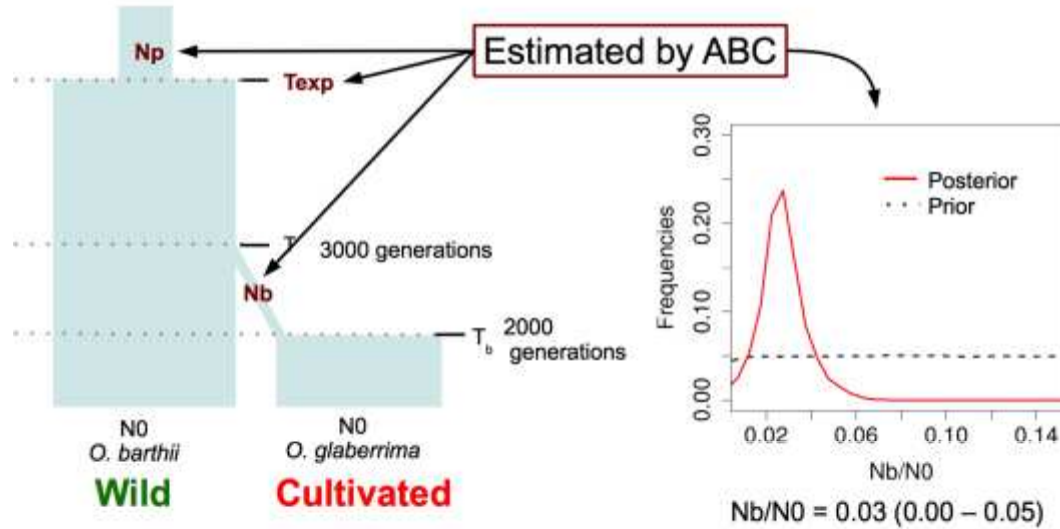 Np
Estimated by ABC
Texp
T 3000 generations
Nb
T b 2000
generations
N0
O. barthii
Wild
N0
O. glaberrima
Cultivated
Posterior
Prior
Frequencies
0.00 0.10 0.20 0.30
0.02 0.06 0.10 0.14
Nb/N0
Nb/N0 = 0.03 (0.00 – 0.05)